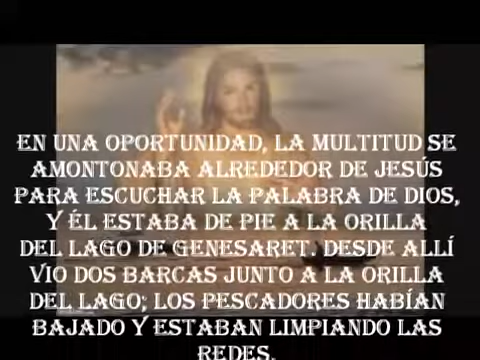 EN UNA OPORTUNIDAD, LA MULTITUD SE
AMONTONABA ALREDEDOR DE JESÚS
PARA ESCUCHAR LA PALABRA DE DIOS,
Y ÉL ESTABA DE PIE A LA ORILLA
DEL LAGO DE GENESARET. DESDE ALLÍ
VIO DOS BARCAS JUNTO A LA ORILLA
DEL LAGO; LOS PESCADORES HABÍAN
BAJADO Y ESTABAN LIMPIANDO LAS
REDES.